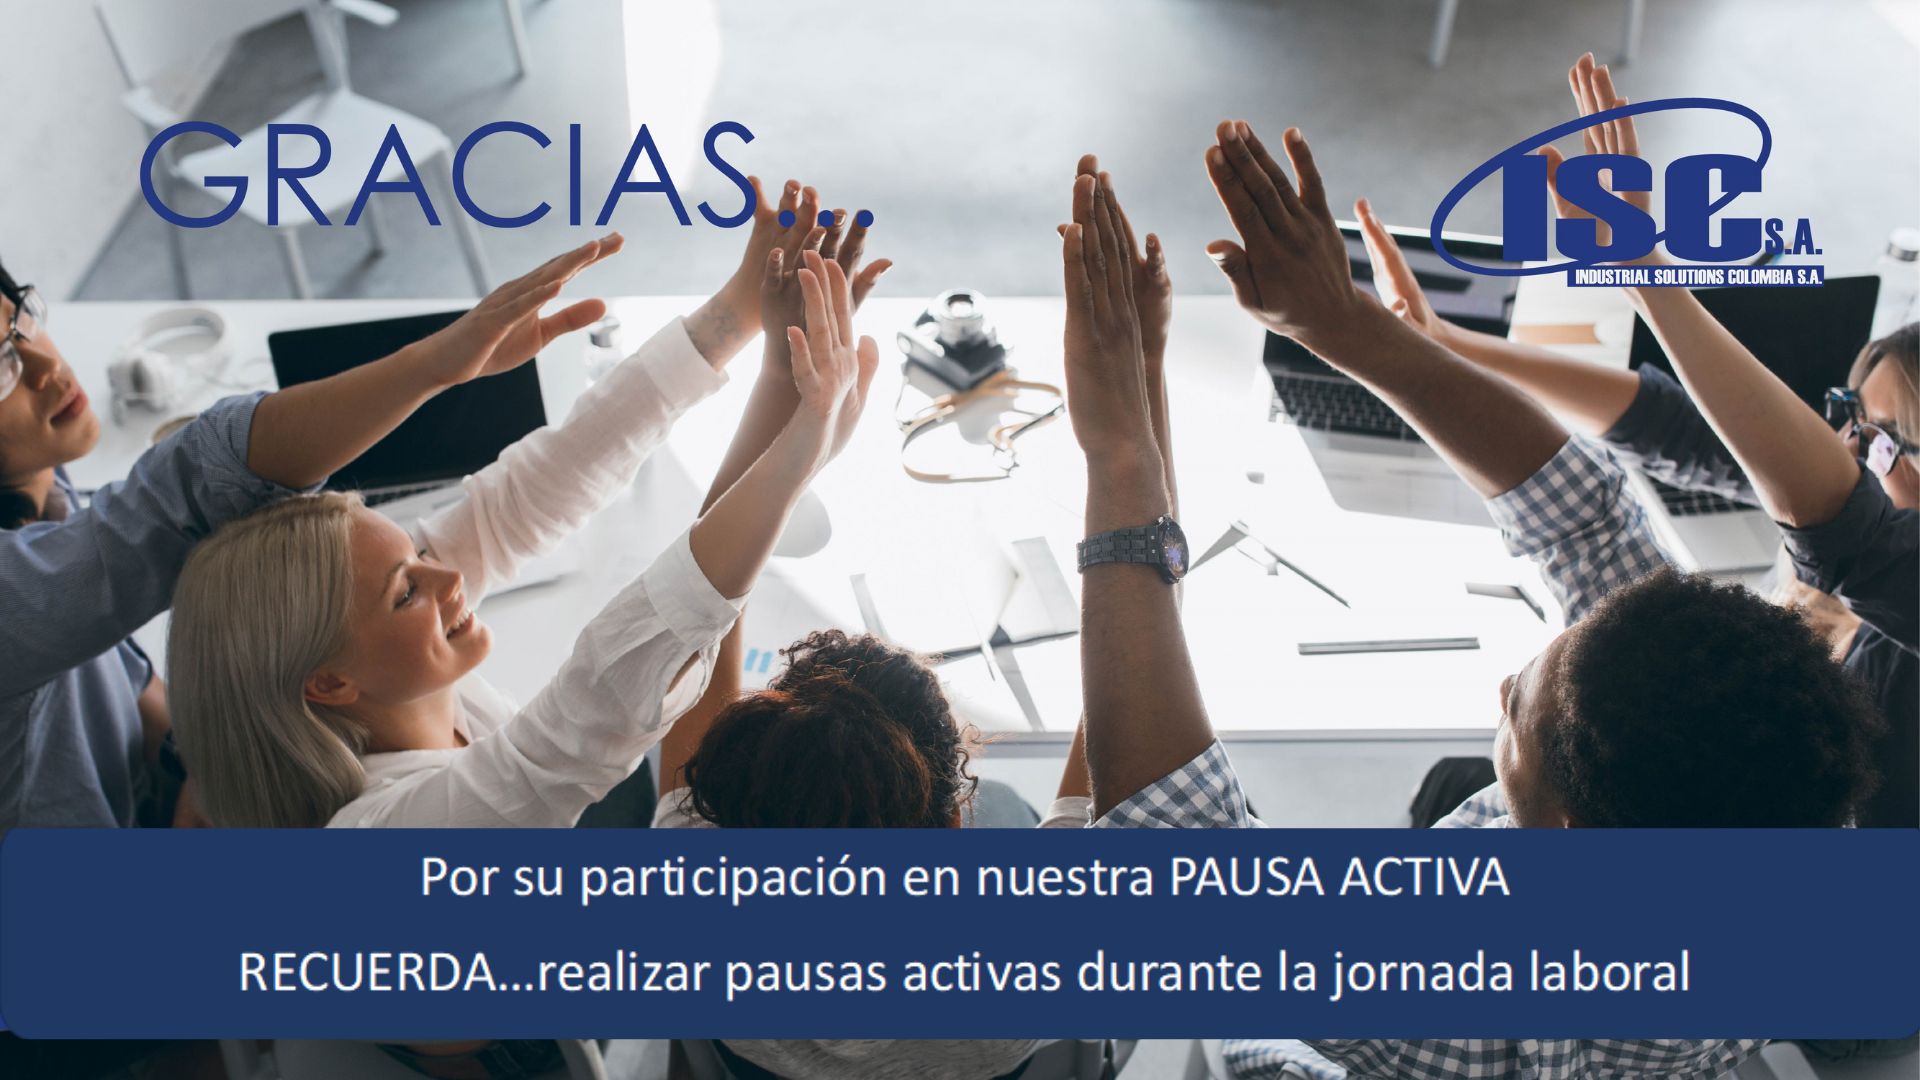 GRACIAS...
ISC S.A.
INDUSTRIAL SOLUTIONS COLOMBIA S.A.
Por su participación en nuestra PAUSA ACTIVA
RECUERDA...realizar pausas activas durante la jornada laboral